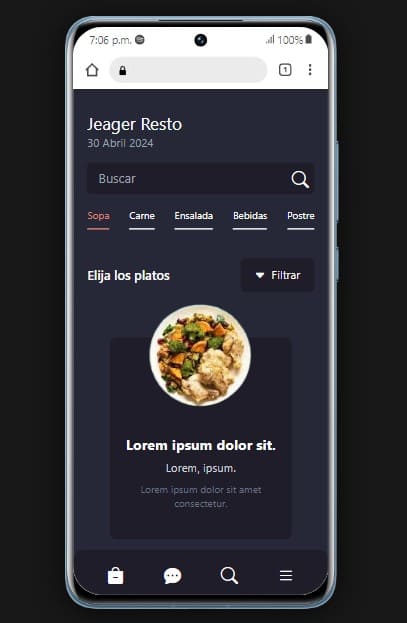 7:06 p.m.
100%
1
Jeager Resto
30 Abril 2024
Buscar
Sopa Carne Ensalada Bebidas Postre
Elija los platos
Filtrar
Lorem ipsum dolor sit.
Lorem, ipsum.
Lorem ipsum dolor sit amet
consectetur.